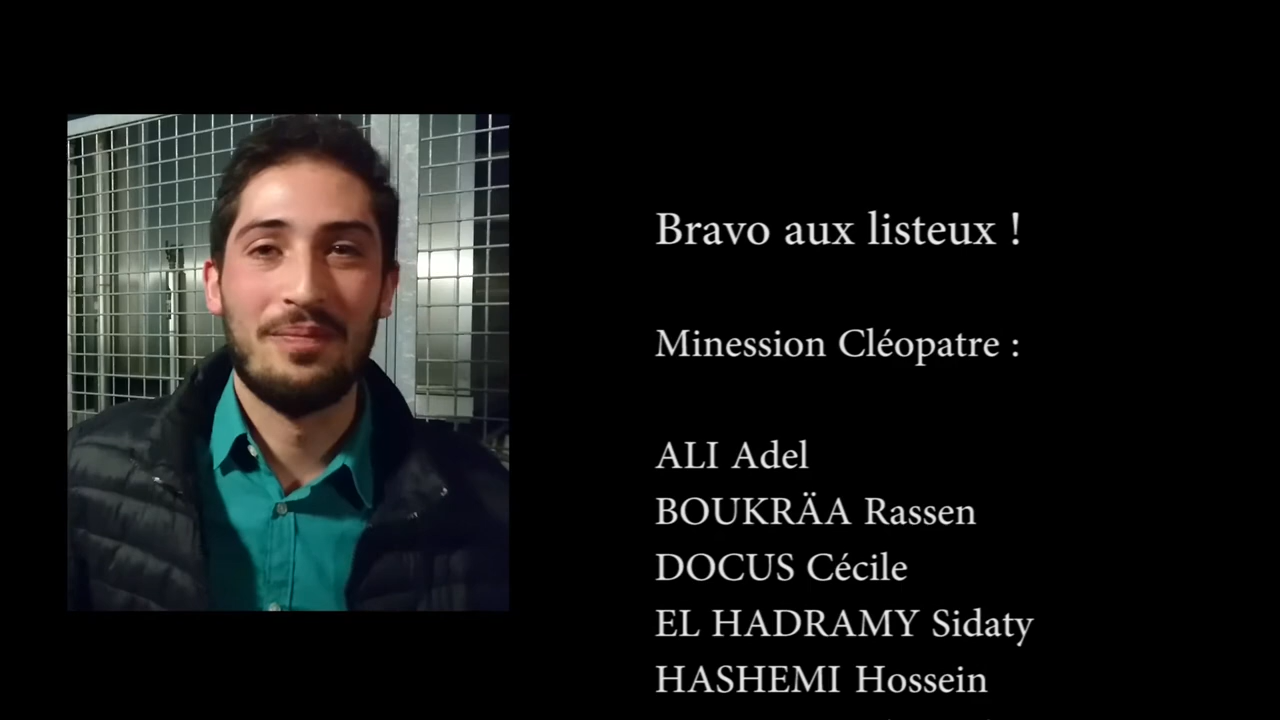 Bravo aux listeux !
Minession Cléopatre :
ALI Adel
BOUKRÄA Rassen
DOCUS Cécile
EL HADRAMY Sidaty
HASHEMI Hossein